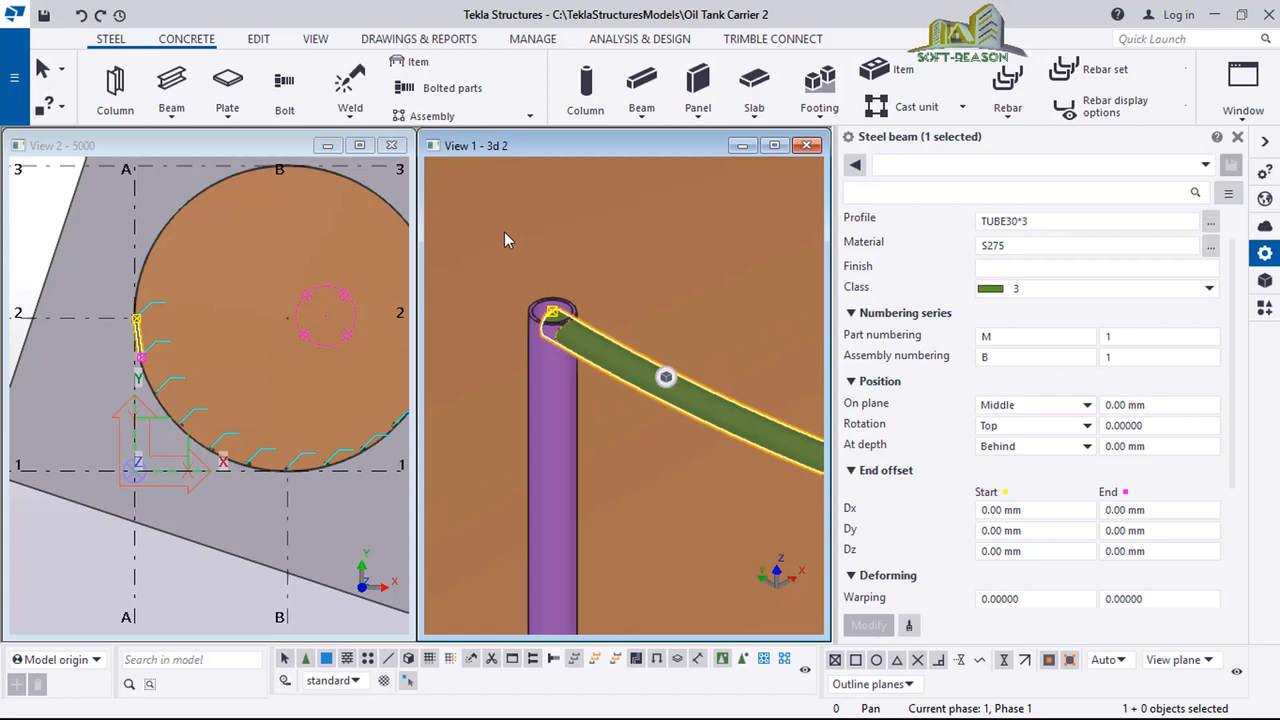 Tekla Structures - C:\TeklaStructuresModels\Oil Tank Carrier 2
Log in
STEEL CONCRETE EDIT VIEW DRAWINGS & REPORTS MANAGE ANALYSIS & DESIGN TRIMBLE CONNECT
SOFT-REASON
Quick Launch
Column Beam Plate Bolt Weld
Item
Bolted parts
Assembly
Column Beam Panel Slab Footing
Item
Cast unit
Rebar
Rebar set
Rebar display options
Window
View 2 - 5000
View 1 - 3d 2
Steel beam (1 selected)
Profile TUBE30*3
Material S275
Finish
Class 3
Numbering series
Part numbering M 1
Assembly numbering B 1
Position
On plane Middle 0.00 mm
Rotation Top 0.00000
At depth Behind 0.00 mm
End offset
Start End
Dx 0.00 mm 0.00 mm
Dy 0.00 mm 0.00 mm
Dz 0.00 mm 0.00 mm
Deforming
Warping 0.00000 0.00000
Modify
3 A B 3
2 2
Y
1 Z X 1
A B
Y Z X
Z Y X
Model origin
Search in model
standard
Auto
View plane
Outline planes
0 Pan Current phase: 1, Phase 1 1 + 0 objects selected